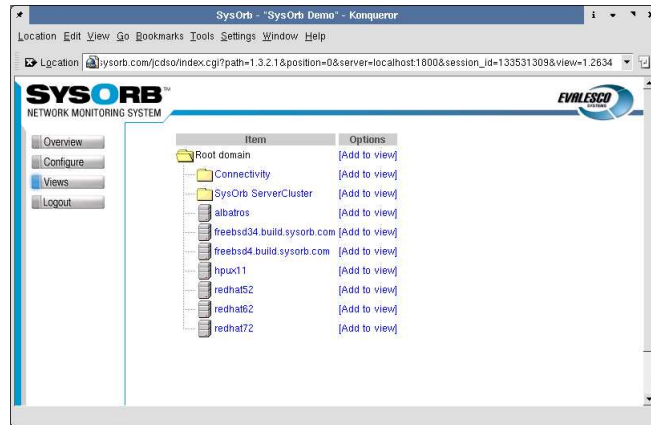 SysOrb - "SysOrb Demo" - Konqueror
Location Edit View Go Bookmarks Tools Settings Window Help
Location ysorb.com/jcdso/index.cgi?path=1.3.2.1&position=0&server=localhost:1800&session_id=133531309&view=1.2634
SYSORB™
NETWORK MONITORING SYSTEM
EVALESCO
SYSTEMS
Overview
Configure
Views
Logout
Item Options
Root domain [Add to view]
Connectivity [Add to view]
SysOrb ServerCluster [Add to view]
albatros [Add to view]
freebsd34.build.sysorb.com [Add to view]
freebsd4.build.sysorb.com [Add to view]
hpux11 [Add to view]
redhat52 [Add to view]
redhat62 [Add to view]
redhat72 [Add to view]